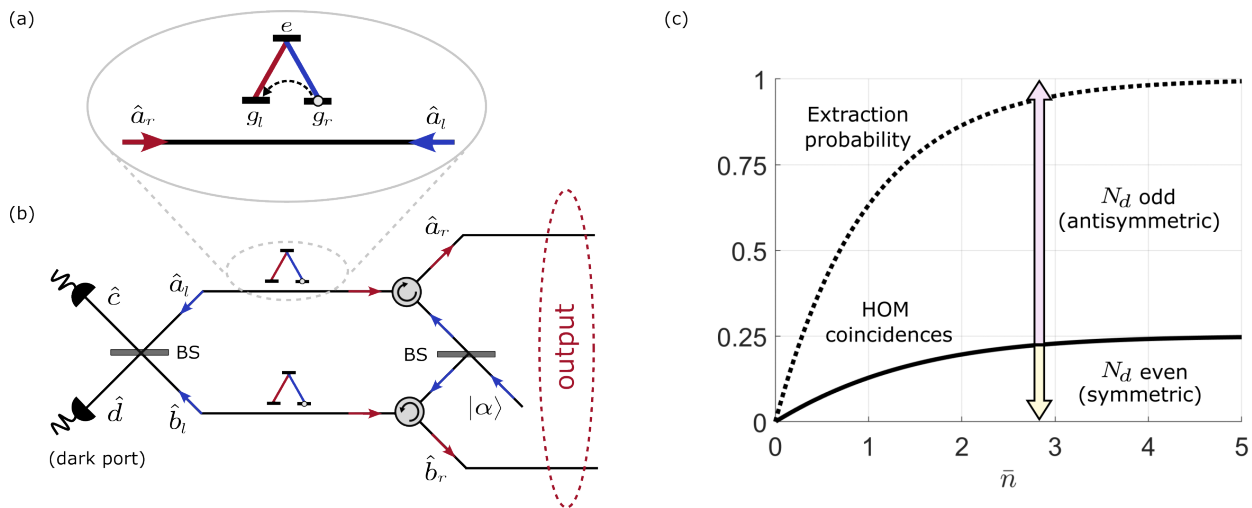 (a)
e
g_l
g_r
â_r
â_l
(b)
â_r
â_l
ĉ
BS
BS
output
d̂
b̂_l
|α⟩
(dark port)
b̂_r
(c)
1
0.75
0.5
0.25
0
Extraction
probability
N_d odd
(antisymmetric)
HOM
coincidences
N_d even
(symmetric)
0
1
2
3
4
5
n̄